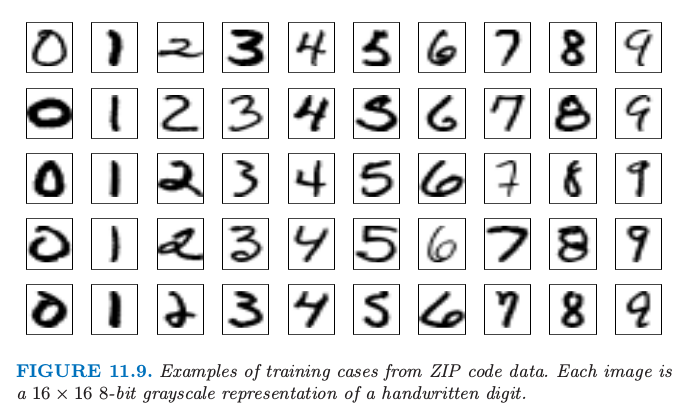 0 1 2 3 4 5 6 7 8 9
0 1 2 3 4 5 6 7 8 9
0 1 2 3 4 5 6 7 8 9
0 1 2 3 4 5 6 7 8 9
0 1 2 3 4 5 6 7 8 9
FIGURE 11.9. Examples of training cases from ZIP code data. Each image is
a 16 × 16 8-bit grayscale representation of a handwritten digit.